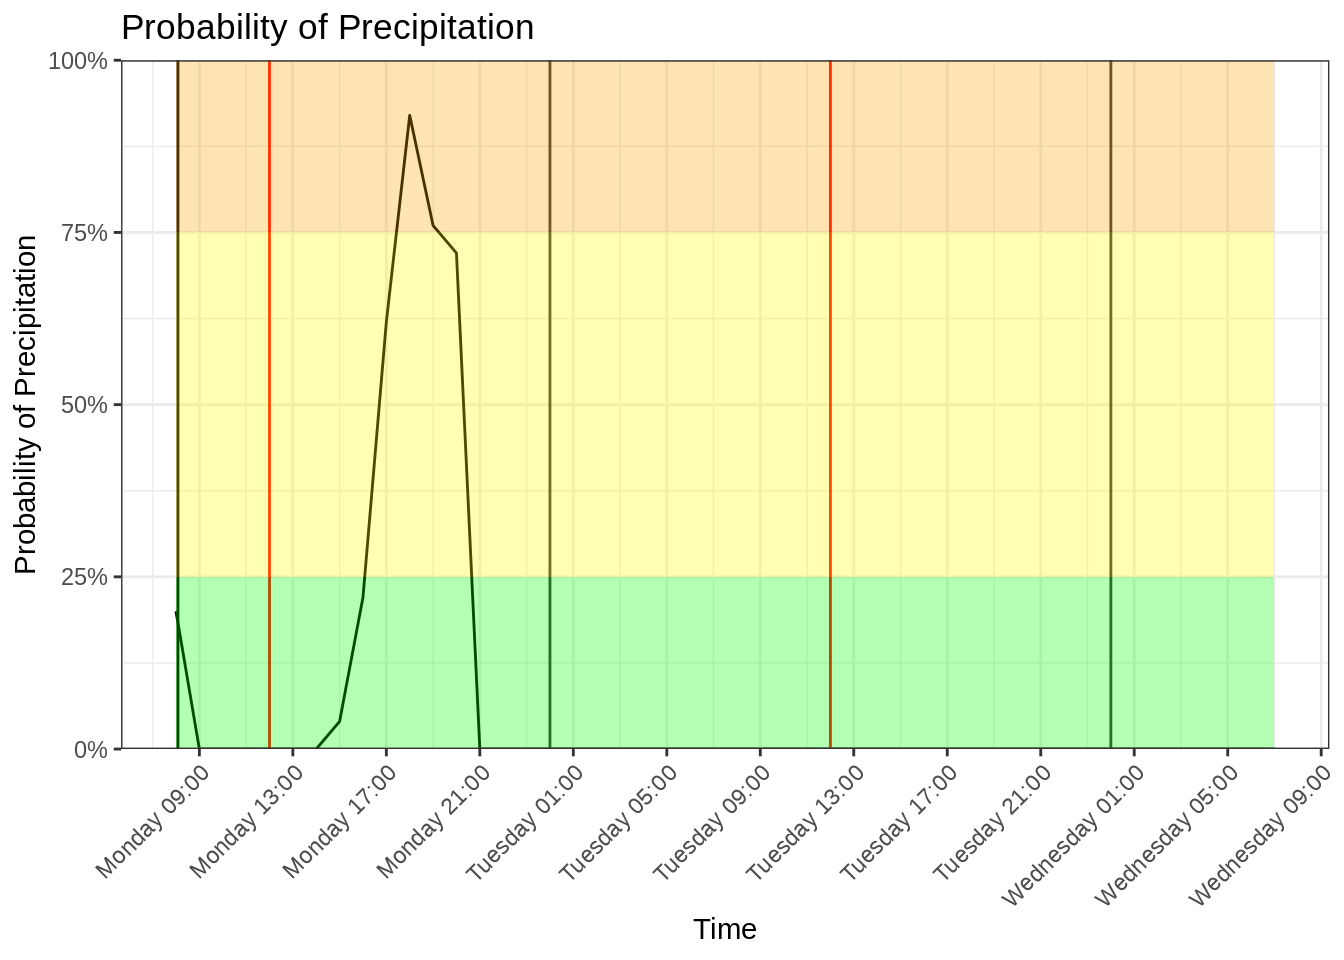 Probability of Precipitation
Probability of Precipitation
100%
75%
50%
25%
0%
Monday 09:00
Monday 13:00
Monday 17:00
Monday 21:00
Tuesday 01:00
Tuesday 05:00
Tuesday 09:00
Tuesday 13:00
Tuesday 17:00
Tuesday 21:00
Wednesday 01:00
Wednesday 05:00
Wednesday 09:00
Time